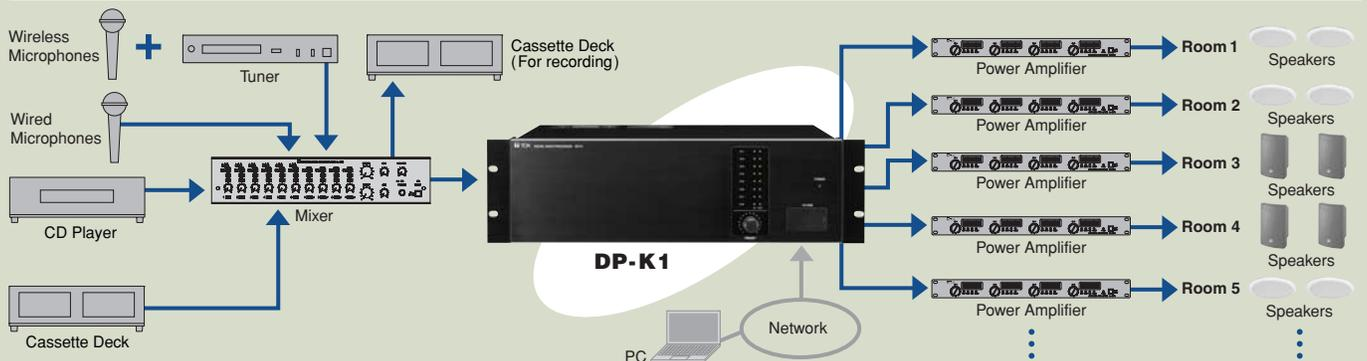 Wireless
Microphones
Tuner
Cassette Deck
(For recording)
Wired
Microphones
Mixer
CD Player
Cassette Deck
TOA
DP-K1
PC
Network
Power Amplifier
Room 1
Speakers
Power Amplifier
Room 2
Speakers
Power Amplifier
Room 3
Speakers
Power Amplifier
Room 4
Speakers
Power Amplifier
Room 5
Speakers